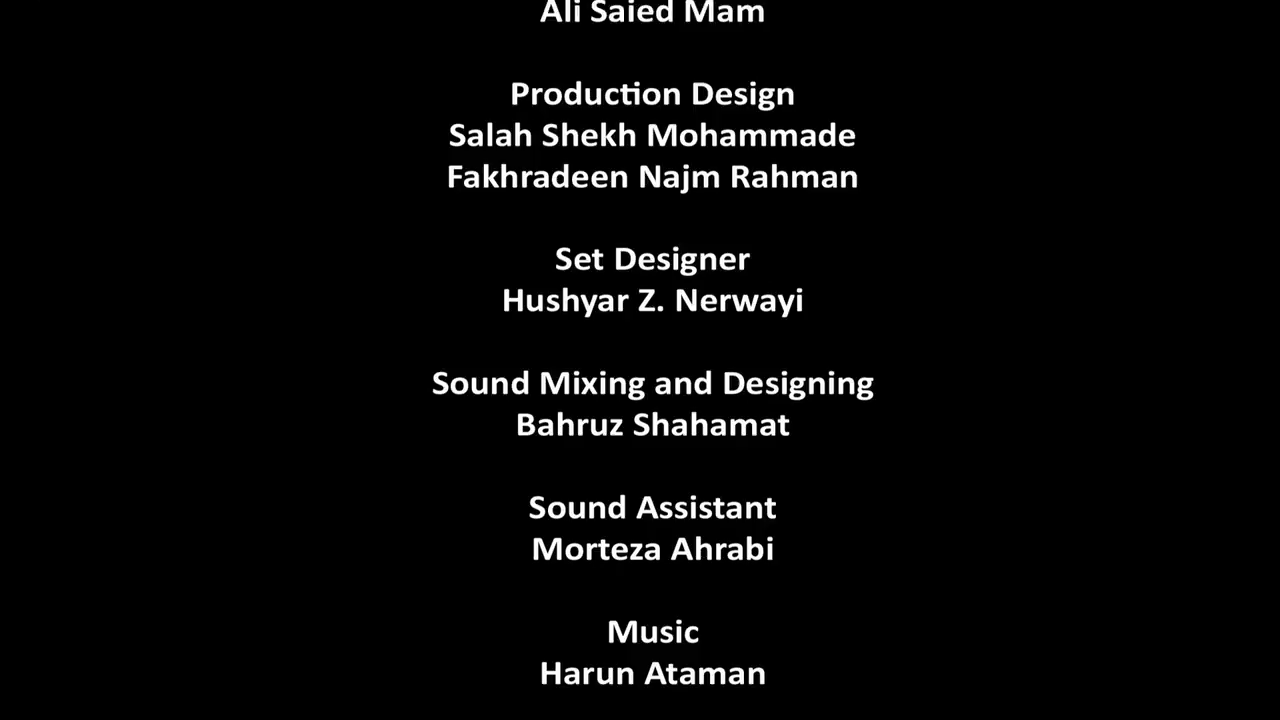 Ali Saied Mam
Production Design
Salah Shekh Mohammade
Fakhradeen Najm Rahman
Set Designer
Hushyar Z. Nerwayi
Sound Mixing and Designing
Bahruz Shahamat
Sound Assistant
Morteza Ahrabi
Music
Harun Ataman